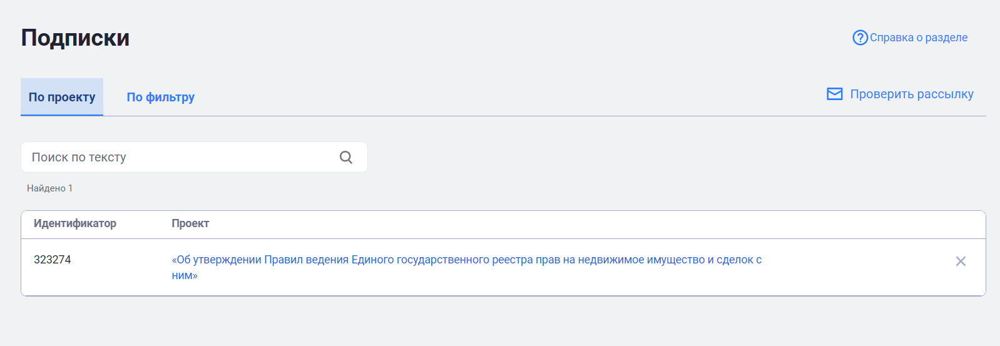 Подписки
Справка о разделе
По проекту
По фильтру
Проверить рассылку
Поиск по тексту
Найдено 1
Идентификатор
Проект
323274
«Об утверждении Правил ведения Единого государственного реестра прав на недвижимое имущество и сделок с
ним»